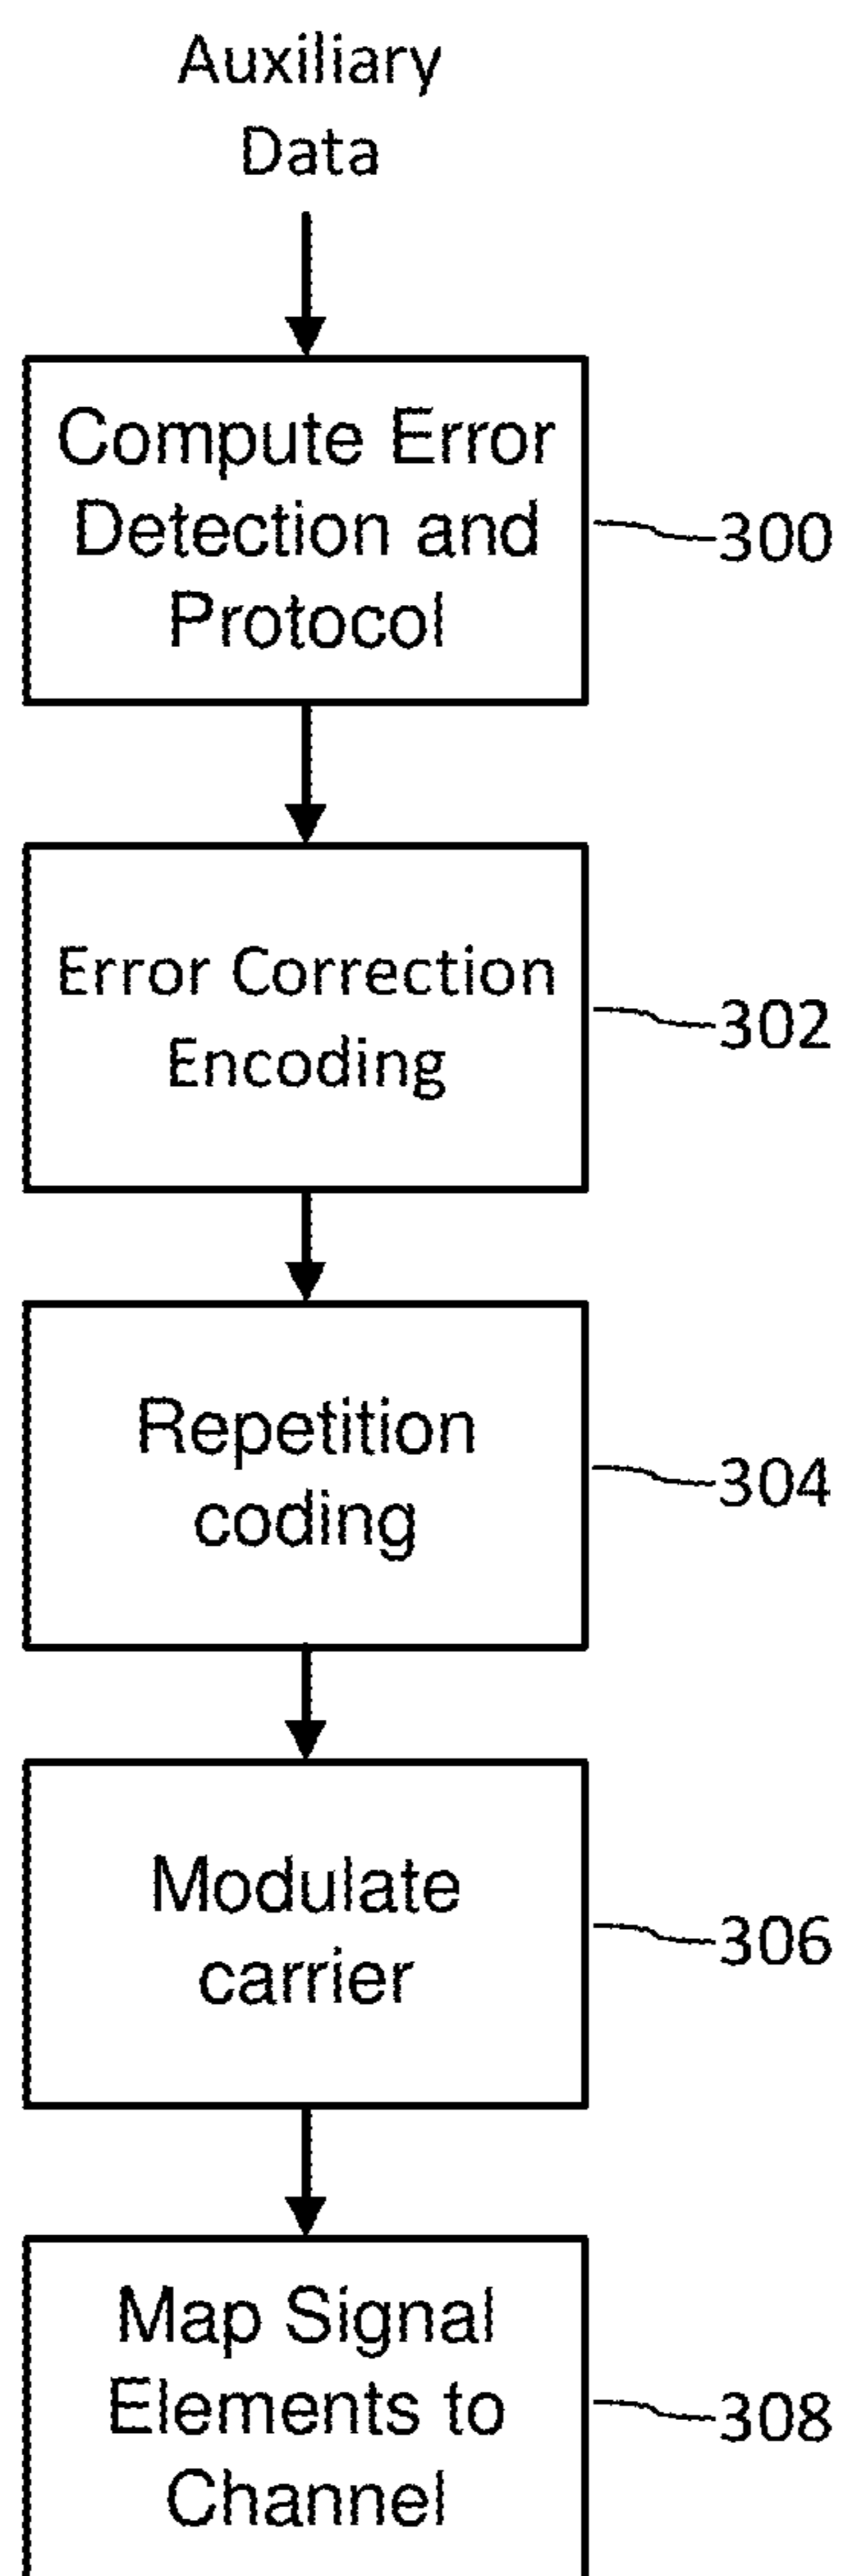 Auxiliary
Data
Compute Error
Detection and
Protocol
300
Error Correction
Encoding
302
Repetition
coding
304
Modulate
carrier
306
Map Signal
Elements to
Channel
308